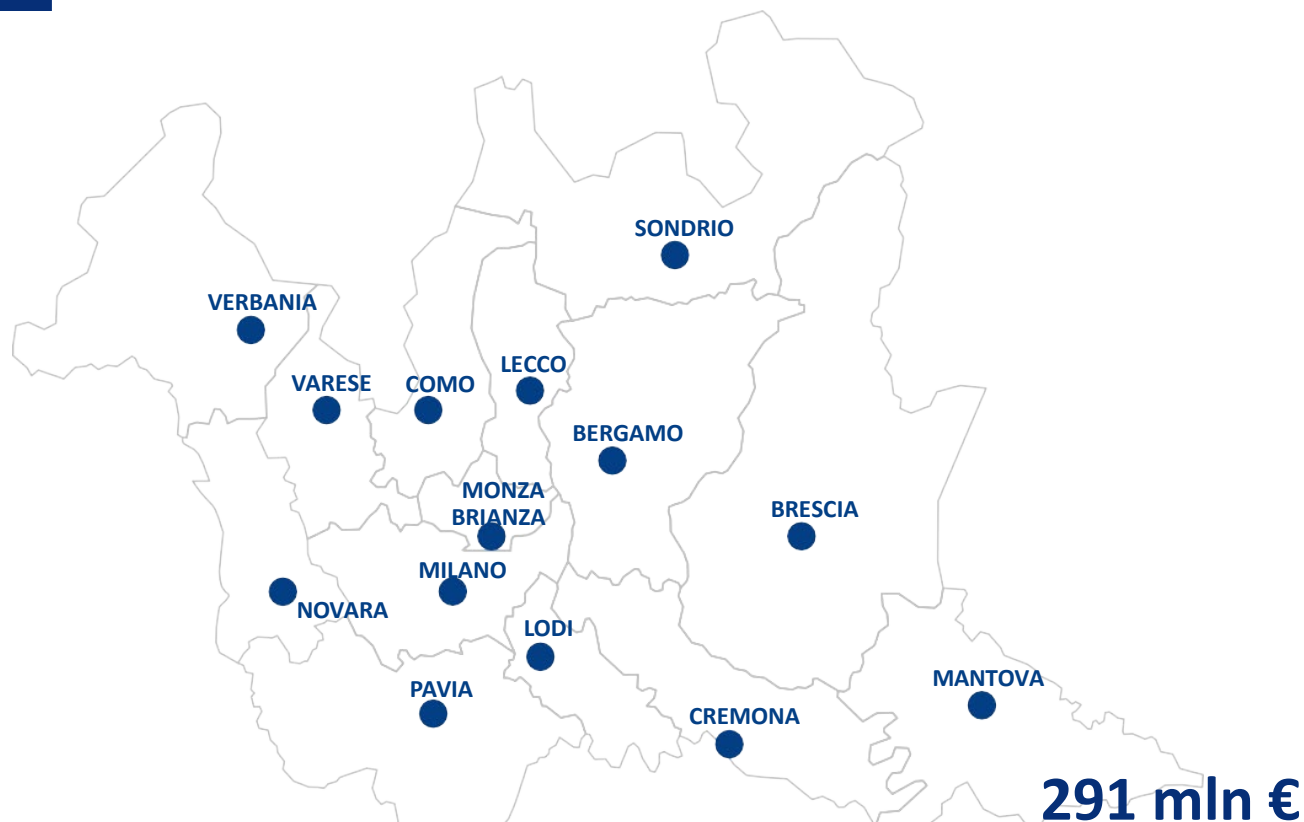 SONDRIO
VERBANIA
LECCO
VARESE
COMO
BERGAMO
MONZA
BRIANZA
BRESCIA
MILANO
NOVARA
LODI
MANTOVA
PAVIA
CREMONA
291 mln €